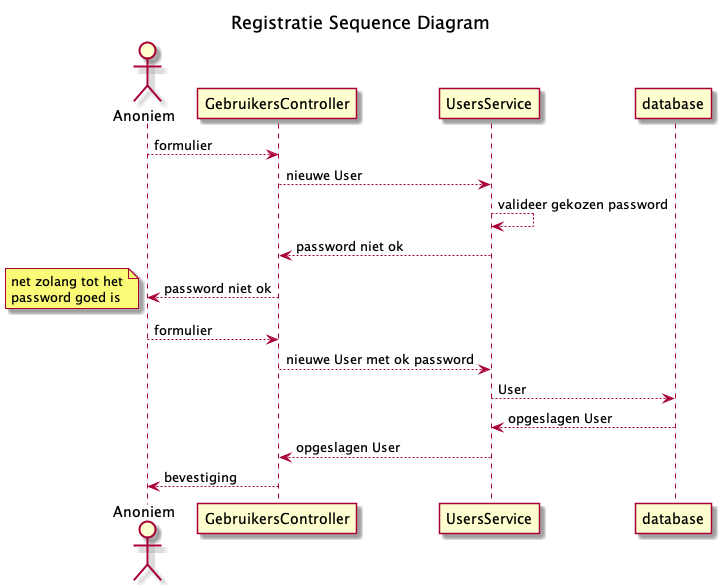 Registratie Sequence Diagram
Anoniem
GebruikersController
UsersService
database
formulier
nieuwe User
valideer gekozen password
password niet ok
password niet ok
net zolang tot het
password goed is
formulier
nieuwe User met ok password
User
opgeslagen User
opgeslagen User
bevestiging
Anoniem
GebruikersController
UsersService
database